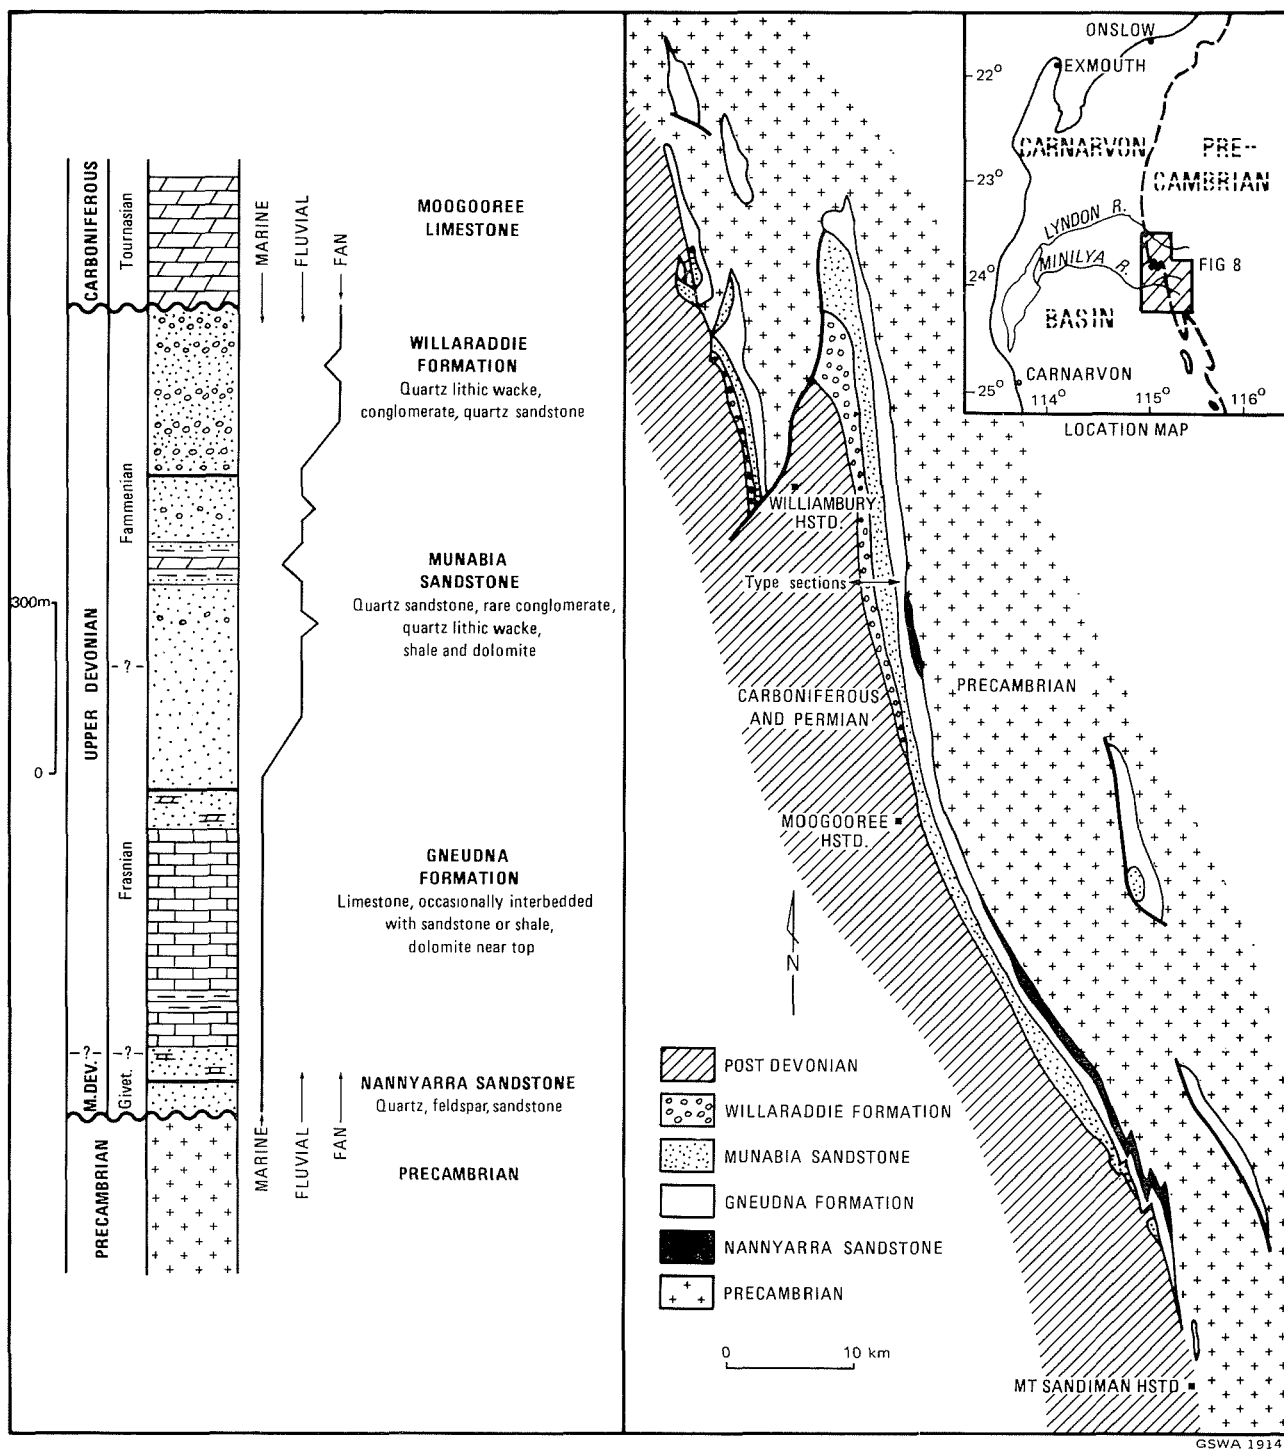 CARBONIFEROUS
Tournasian
MARINE
FLUVIAL
FAN
MOOGOOREE
LIMESTONE
WILLARADDIE
FORMATION
Quartz lithic wacke,
conglomerate, quartz sandstone
UPPER DEVONIAN
Fammenian
MUNABIA
SANDSTONE
Quartz sandstone, rare conglomerate,
quartz lithic wacke,
shale and dolomite
300m
0
-?-
Frasnian
GNEUDNA
FORMATION
Limestone, occasionally interbedded
with sandstone or shale,
dolomite near top
-?-
-?-
M.DEV.
Givet.
NANNYARRA SANDSTONE
Quartz, feldspar, sandstone
MARINE
FLUVIAL
FAN
PRECAMBRIAN
PRECAMBRIAN
WILLIAMBURY
HSTD.
Type sections
PRECAMBRIAN
CARBONIFEROUS
AND PERMIAN
MOOGOOREE
HSTD.
N
POST DEVONIAN
WILLARADDIE FORMATION
MUNABIA SANDSTONE
GNEUDNA FORMATION
NANNYARRA SANDSTONE
PRECAMBRIAN
0 10 km
MT SANDIMAN HSTD
ONSLOW
EXMOUTH
22°
CARNARVON
PRE--
CAMBRIAN
23°
LYNDON R.
MINILYA R.
FIG 8
24°
BASIN
CARNARVON
25°
114° 115° 116°
LOCATION MAP
GSWA 1914